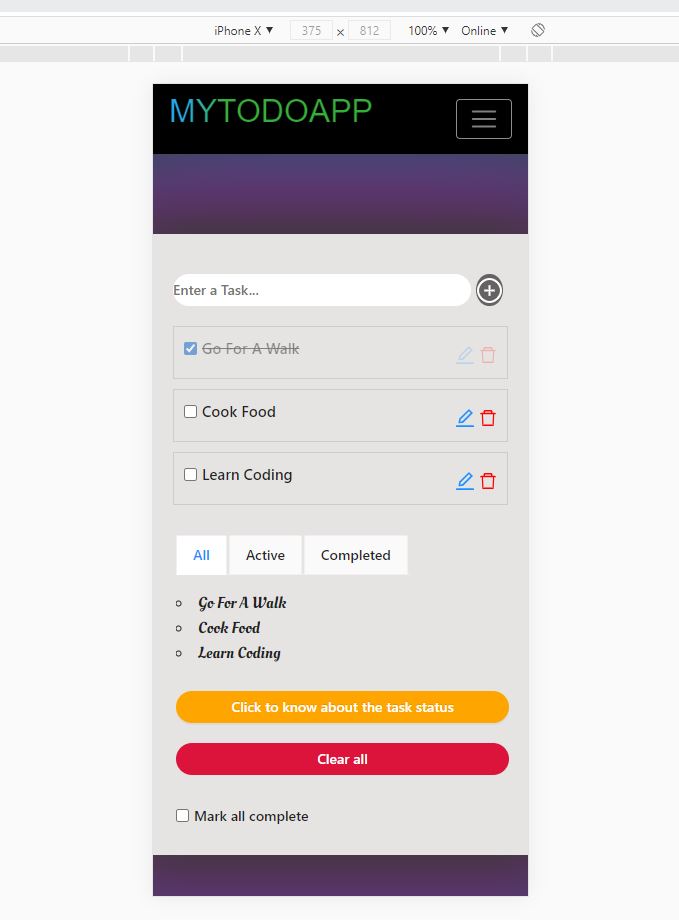 iPhone X ▼ 375 × 812 100% ▼ Online ▼
MYTODOAPP
Enter a Task...
Go For A Walk
Cook Food
Learn Coding
All Active Completed
Go For A Walk
Cook Food
Learn Coding
Click to know about the task status
Clear all
Mark all complete